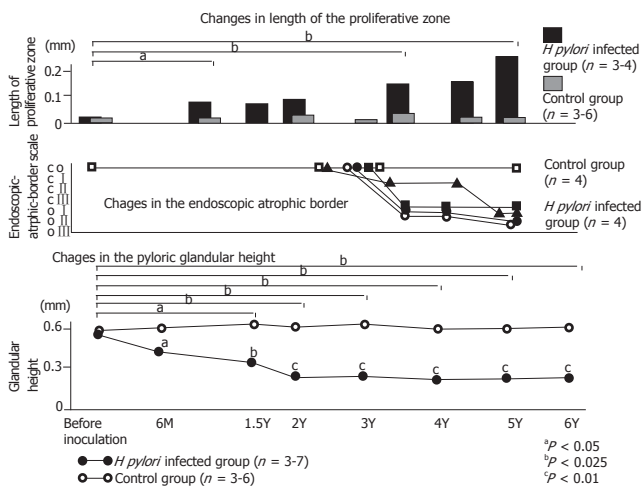 Changes in length of the proliferative zone
(mm)
b
b
a
Length of
proliferative zone
0.2
0.1
0
H pylori infected
group (n = 3-4)
Control group
(n = 3-6)
Endoscopic-
atrphic-border scale
C O
C I
C II
C III
O I
O II
O III
Chages in the endoscopic atrophic border
Control group
(n = 4)
H pylori infected
group (n = 4)
Chages in the pyloric glandular height
b
b
b
b
b
a
(mm)
Glandular
height
0.6
0.3
0
a
b
c
c
c
c
c
Before
inoculation
6M
1.5Y
2Y
3Y
4Y
5Y
6Y
H pylori infected group (n = 3-7)
Control group (n = 3-6)
aP < 0.05
bP < 0.025
cP < 0.01